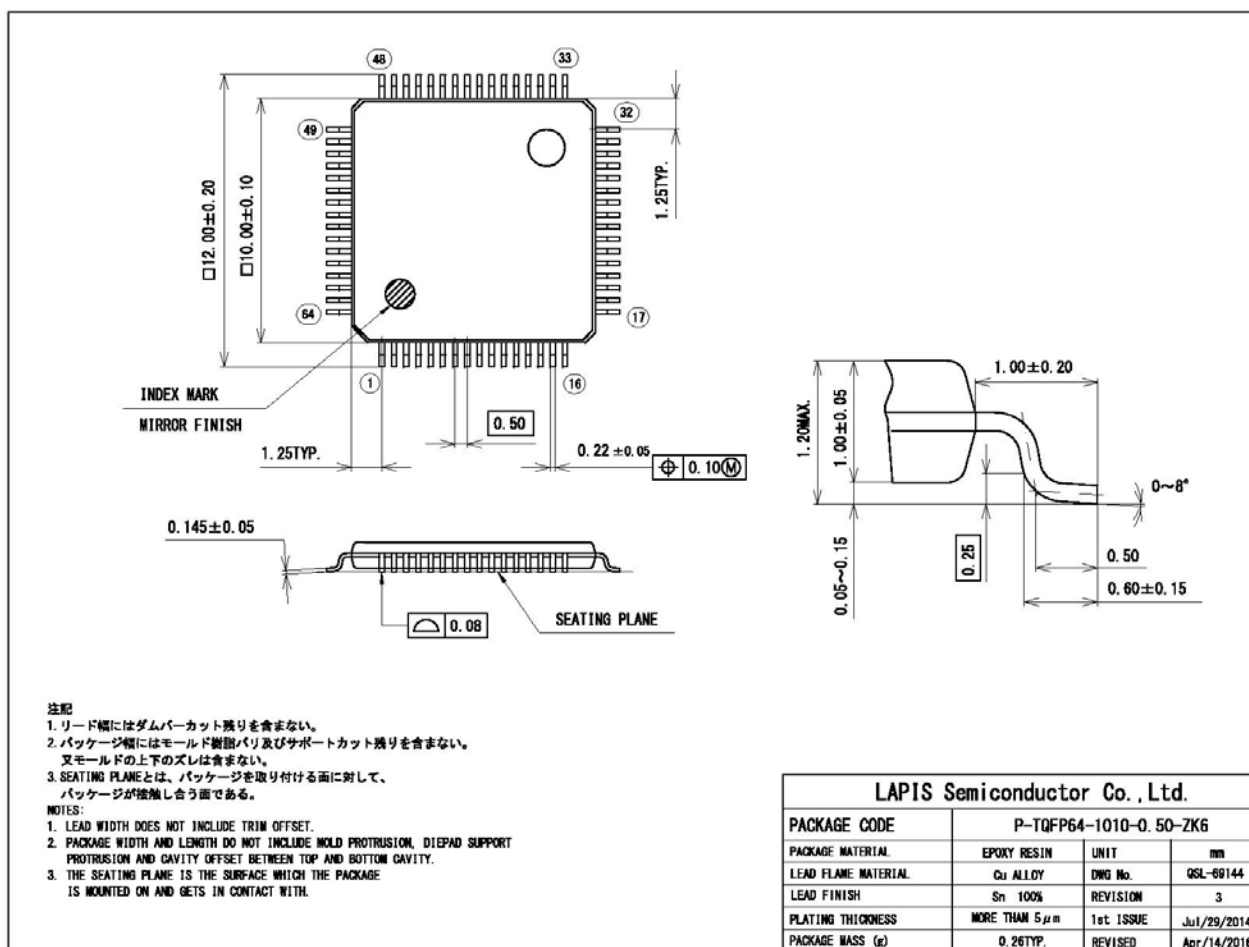 48
33
32
49
□12.00±0.20
□10.00±0.10
1.25TYP.
64
17
1
16
INDEX MARK
MIRROR FINISH
0.50
1.25TYP.
0.22 ±0.05
0.10Ⓜ
0.145±0.05
0.08
SEATING PLANE
1.00±0.20
1.20MAX.
1.00±0.05
0~8°
0.05~0.15
0.25
0.50
0.60±0.15
注記
1. リード幅にはダムバーカット残りを含まない。
2. パッケージ幅にはモールド樹脂バリ及びサポートカット残りを含まない。
又モールドの上下のズレは含まない。
3. SEATING PLANEとは、パッケージを取り付ける面に対して、
パッケージが接触し合う面である。
NOTES:
1. LEAD WIDTH DOES NOT INCLUDE TRIM OFFSET.
2. PACKAGE WIDTH AND LENGTH DO NOT INCLUDE MOLD PROTRUSION, DIEPAD SUPPORT
PROTRUSION AND CAVITY OFFSET BETWEEN TOP AND BOTTOM CAVITY.
3. THE SEATING PLANE IS THE SURFACE WHICH THE PACKAGE
IS MOUNTED ON AND GETS IN CONTACT WITH.
LAPIS Semiconductor Co., Ltd.
PACKAGE CODE P-TQFP64-1010-0.50-ZK6
PACKAGE MATERIAL EPOXY RESIN UNIT mm
LEAD FLAME MATERIAL Cu ALLOY DWG No. QSL-69144
LEAD FINISH Sn 100% REVISION 3
PLATING THICKNESS MORE THAN 5μm 1st ISSUE Jul/29/2014
PACKAGE MASS (g) 0.26TYP. REVISED